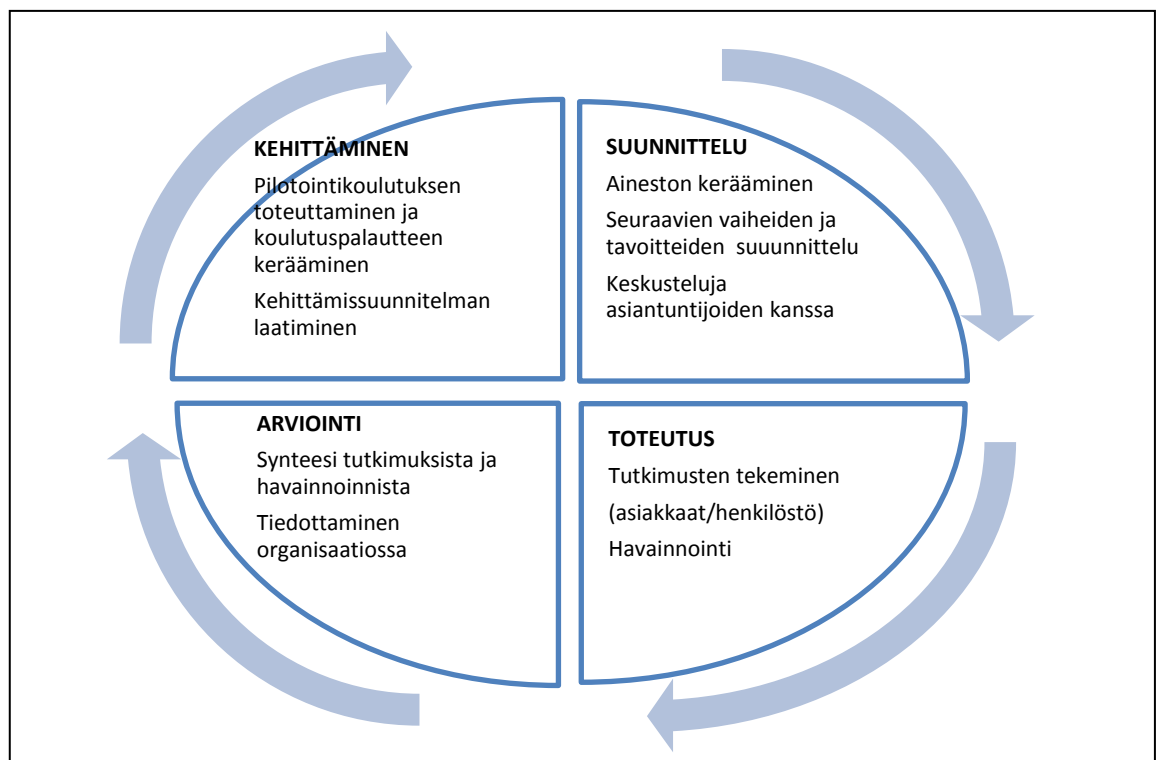 KEHITTÄMINEN
Pilotointikoulutuksen
toteuttaminen ja
koulutuspalautteen
kerääminen
Kehittämissuunnitelman
laatiminen
SUUNNITTELU
Aineston kerääminen
Seuraavien vaiheiden ja
tavoitteiden suuunnittelu
Keskusteluja
asiantuntijoiden kanssa
ARVIOINTI
Synteesi tutkimuksista ja
havainnoinnista
Tiedottaminen
organisaatiossa
TOTEUTUS
Tutkimusten tekeminen
(asiakkaat/henkilöstö)
Havainnointi